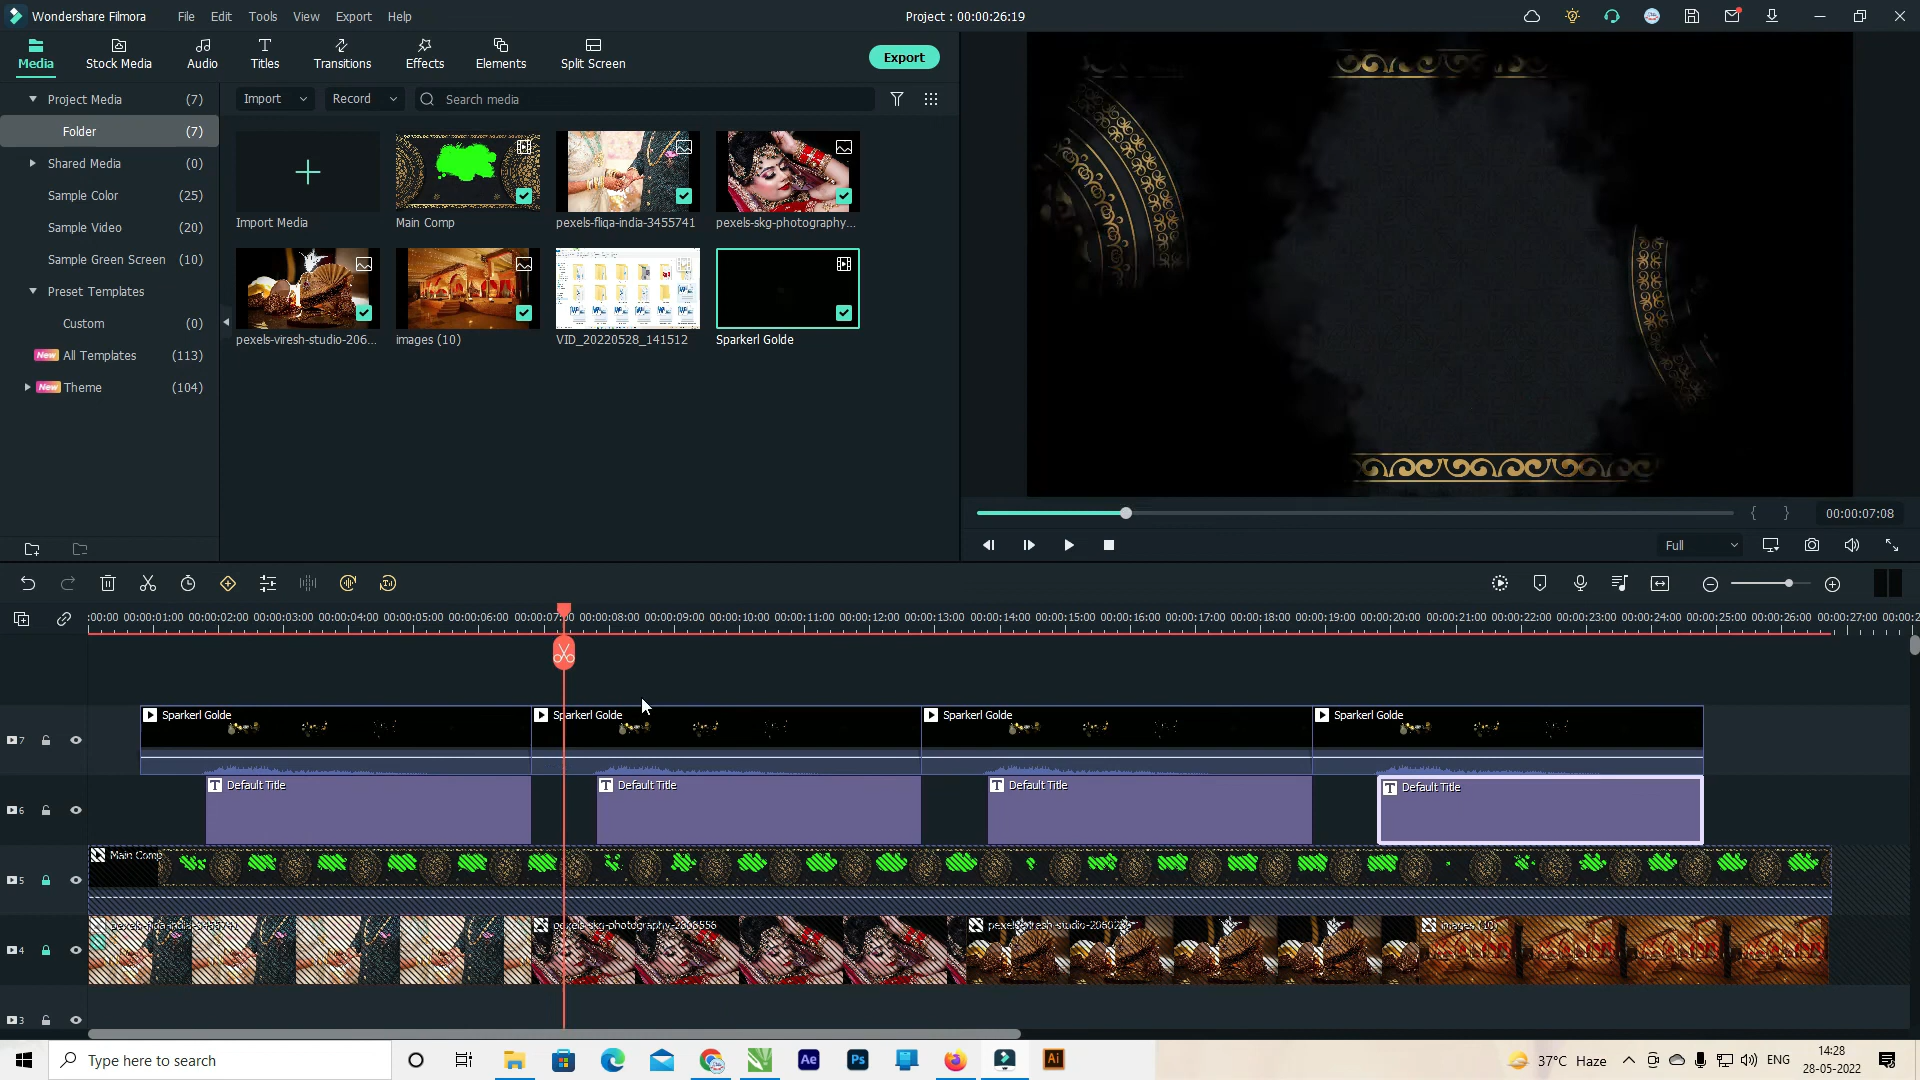 Wondershare Filmora File Edit Tools View Export Help Project : 00:00:26:19
Media Stock Media Audio Titles Transitions Effects Elements Split Screen Export
Project Media (7)
Folder (7)
Shared Media (0)
Sample Color (25)
Sample Video (20)
Sample Green Screen (10)
Preset Templates
Custom (0)
New All Templates (113)
New Theme (104)
Import Record Search media
Import Media Main Comp pexels-fliqa-india-3455741 pexels-skg-photography...
pexels-viresh-studio-206... images (10) VID_20220528_141512 Sparkerl Golde
{ } 00:00:07:08
Full
:00:00 00:00:01:00 00:00:02:00 00:00:03:00 00:00:04:00 00:00:05:00 00:00:06:00 00:00:07:00 00:00:08:00 00:00:09:00 00:00:10:00 00:00:11:00 00:00:12:00 00:00:13:00 00:00:14:00 00:00:15:00 00:00:16:00 00:00:17:00 00:00:18:00 00:00:19:00 00:00:20:00 00:00:21:00 00:00:22:00 00:00:23:00 00:00:24:00 00:00:25:00 00:00:26:00 00:00:27:00 00:00:2
7 Sparkerl Golde Sparkerl Golde Sparkerl Golde Sparkerl Golde
6 Default Title Default Title Default Title Default Title
5 Main Comp
4 pexels-fliqa-india-3455741 pexels-skg-photography-2068556 images (10)
3
Type here to search Ae Ps Ai 37°C Haze ENG 14:28
28-05-2022